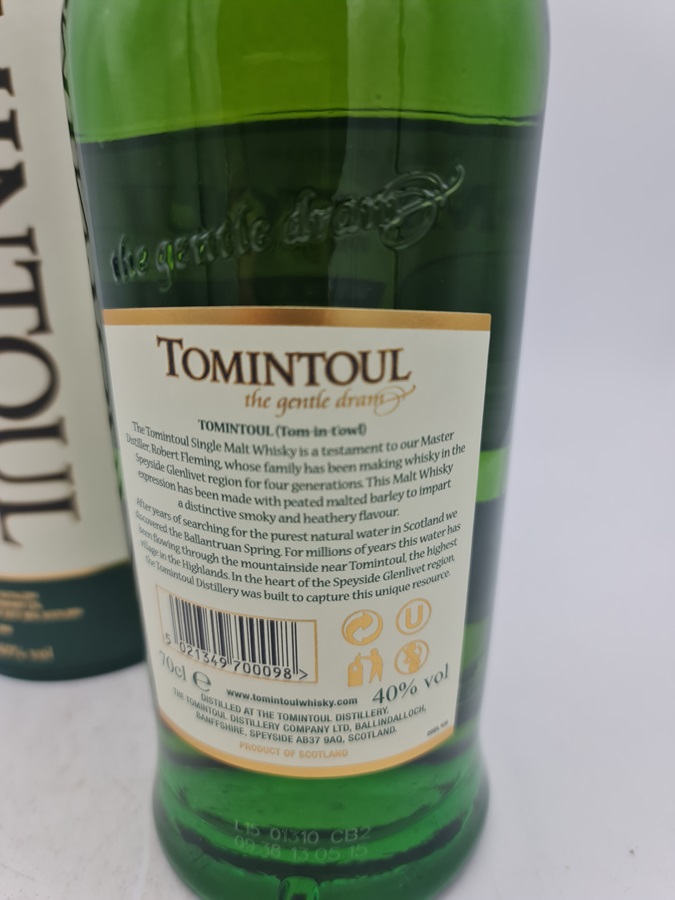 the gentle dram
TOMINTOUL
the gentle dram
TOMINTOUL (Tom-in-towl)
The Tomintoul Single Malt Whisky is a testament to our Master
Distiller, Robert Fleming, whose family has been making whisky in the
Speyside Glenlivet region for four generations. This Malt Whisky
expression has been made with peated malted barley to impart
a distinctive smoky and heathery flavour.
After years of searching for the purest natural water in Scotland we
discovered the Ballantruan Spring. For millions of years this water has
been flowing through the mountainside near Tomintoul, the highest
village in the Highlands. In the heart of the Speyside Glenlivet region,
the Tomintoul Distillery was built to capture this unique resource.
5 021349 700098 >
U
70cl e
www.tomintoulwhisky.com
40% vol
DISTILLED AT THE TOMINTOUL DISTILLERY.
THE TOMINTOUL DISTILLERY COMPANY LTD, BALLINDALLOCH,
BANFFSHIRE, SPEYSIDE AB37 9AQ, SCOTLAND.
PRODUCT OF SCOTLAND
L15 01310 CB2
09:38 13 05 15
NTOUL